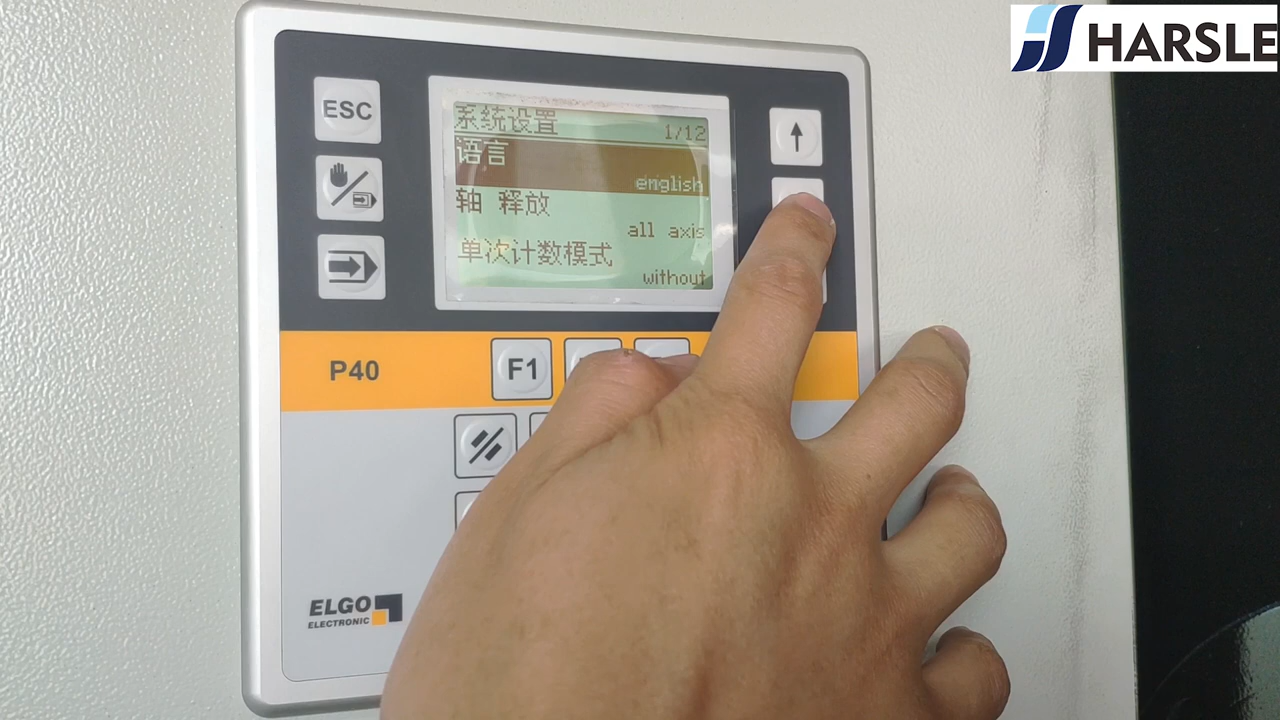 HARSLE
ESC
系统设置 1/12
语言
english
轴 释放
all axis
单次计数模式
without
P40
F1
ELGO
ELECTRONIC